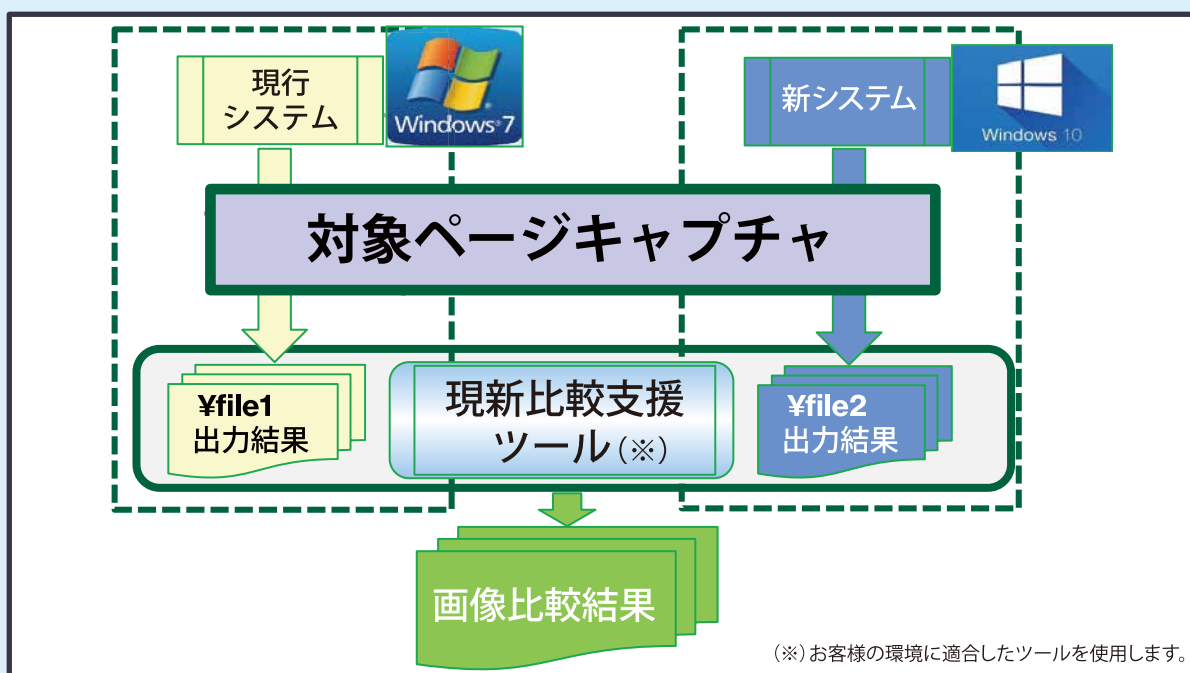 現行
システム
Windows 7
新システム
Windows 10
対象ページキャプチャ
¥file1
出力結果
現新比較支援
ツール(※)
¥file2
出力結果
画像比較結果
(※)お客様の環境に適合したツールを使用します。